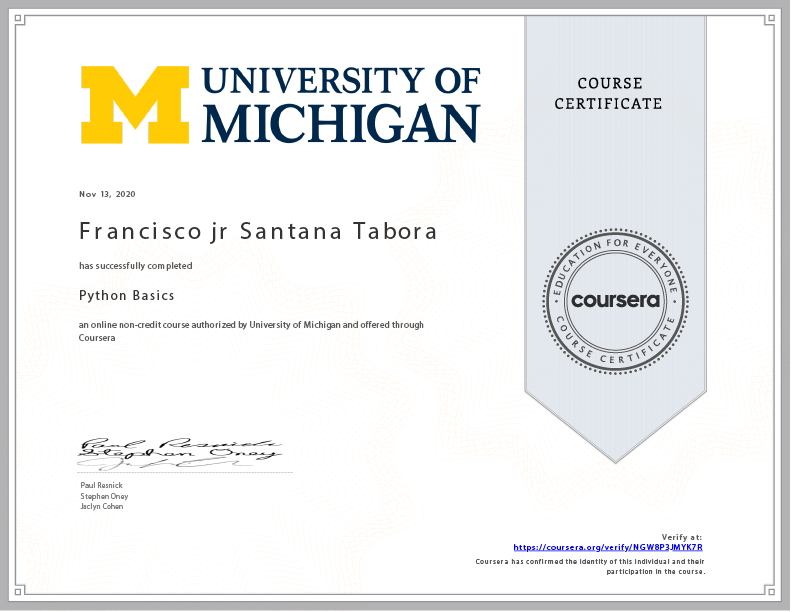 UNIVERSITY OF
MICHIGAN
COURSE
CERTIFICATE
Nov 13, 2020
Francisco jr Santana Tabora
has successfully completed
Python Basics
an online non-credit course authorized by University of Michigan and offered through
Coursera
EDUCATION FOR EVERYONE
coursera
COURSE CERTIFICATE
Paul Resnick
Stephen Oney
Paul Resnick
Stephen Oney
Jaclyn Cohen
Verify at:
https://coursera.org/verify/NGW8P3JMYK7R
Coursera has confirmed the identity of this individual and their
participation in the course.